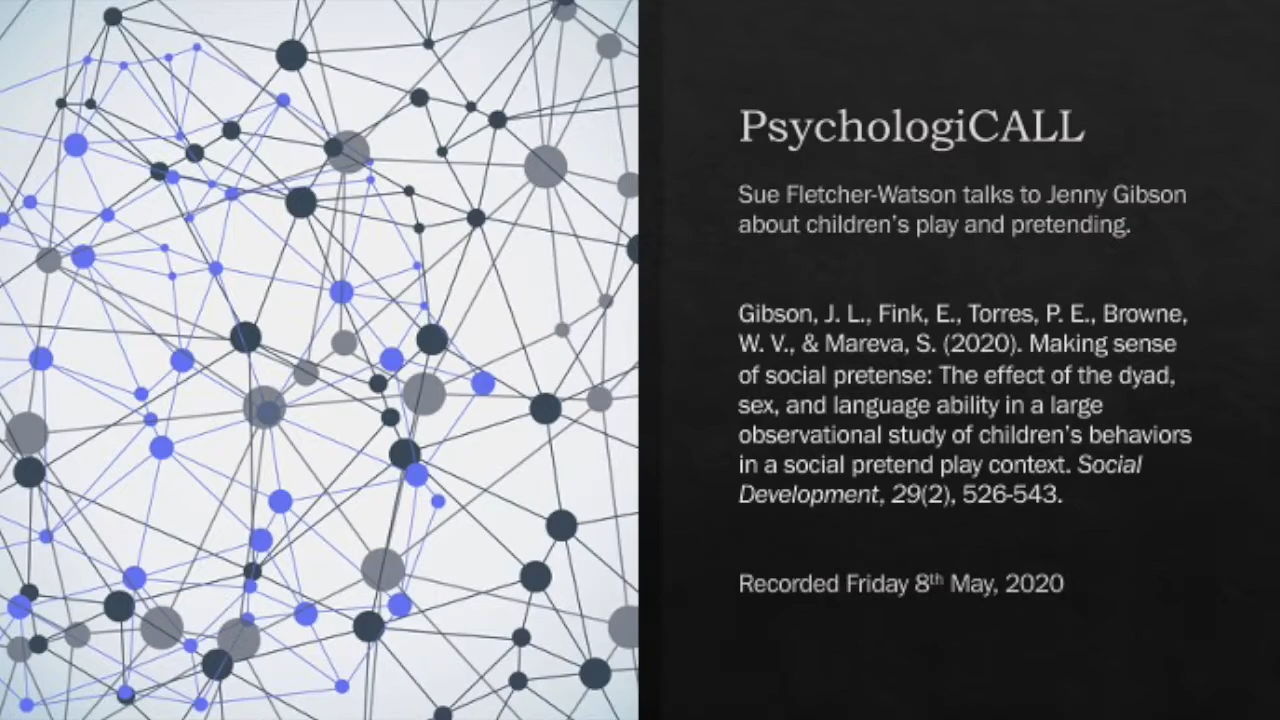 PsychologiCALL
Sue Fletcher-Watson talks to Jenny Gibson
about children’s play and pretending.
Gibson, J. L., Fink, E., Torres, P. E., Browne,
W. V., & Mareva, S. (2020). Making sense
of social pretense: The effect of the dyad,
sex, and language ability in a large
observational study of children’s behaviors
in a social pretend play context. Social
Development, 29(2), 526-543.
Recorded Friday 8th May, 2020